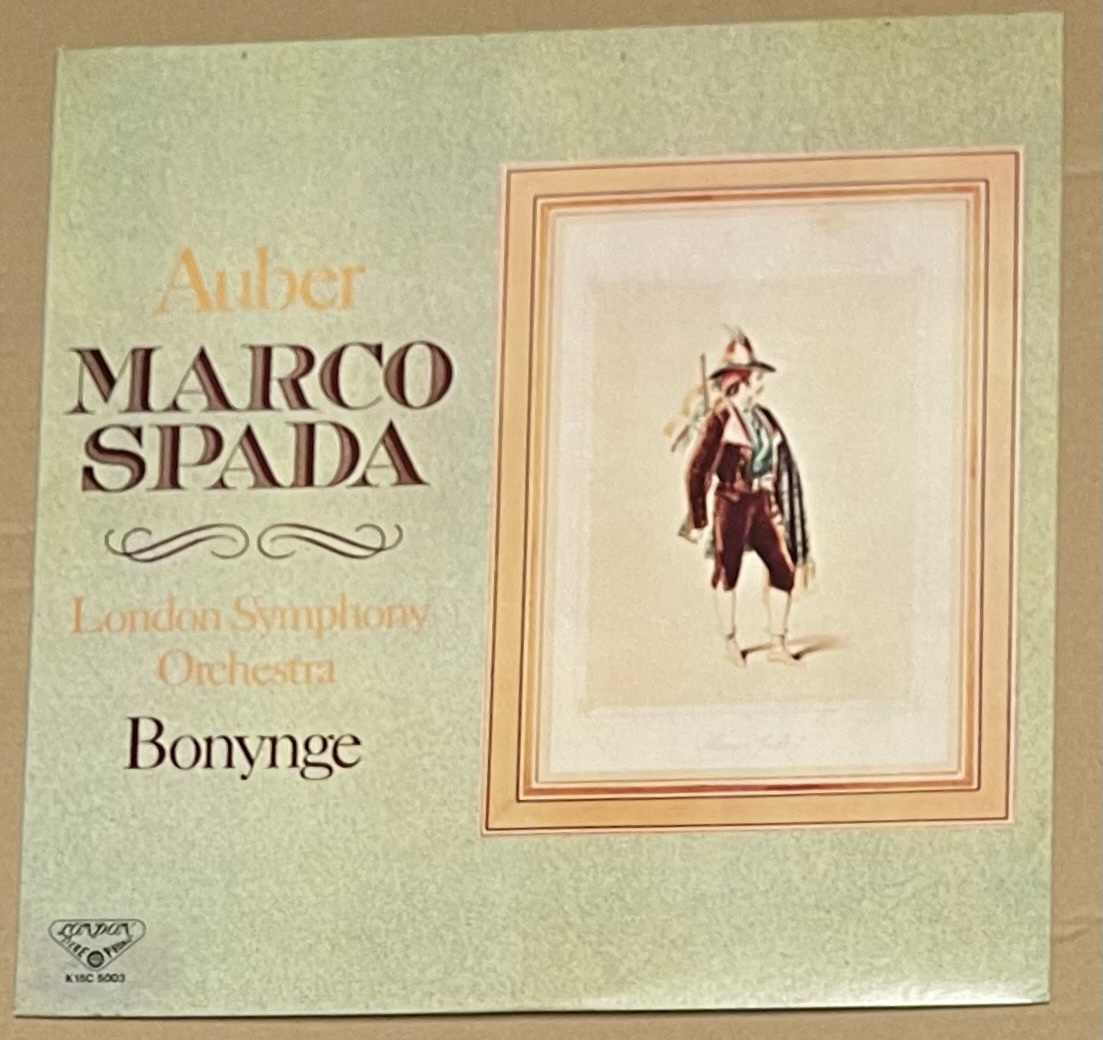 Auber
MARCO
SPADA
London Symphony
Orchestra
Bonynge
LONDON
K15C 5003